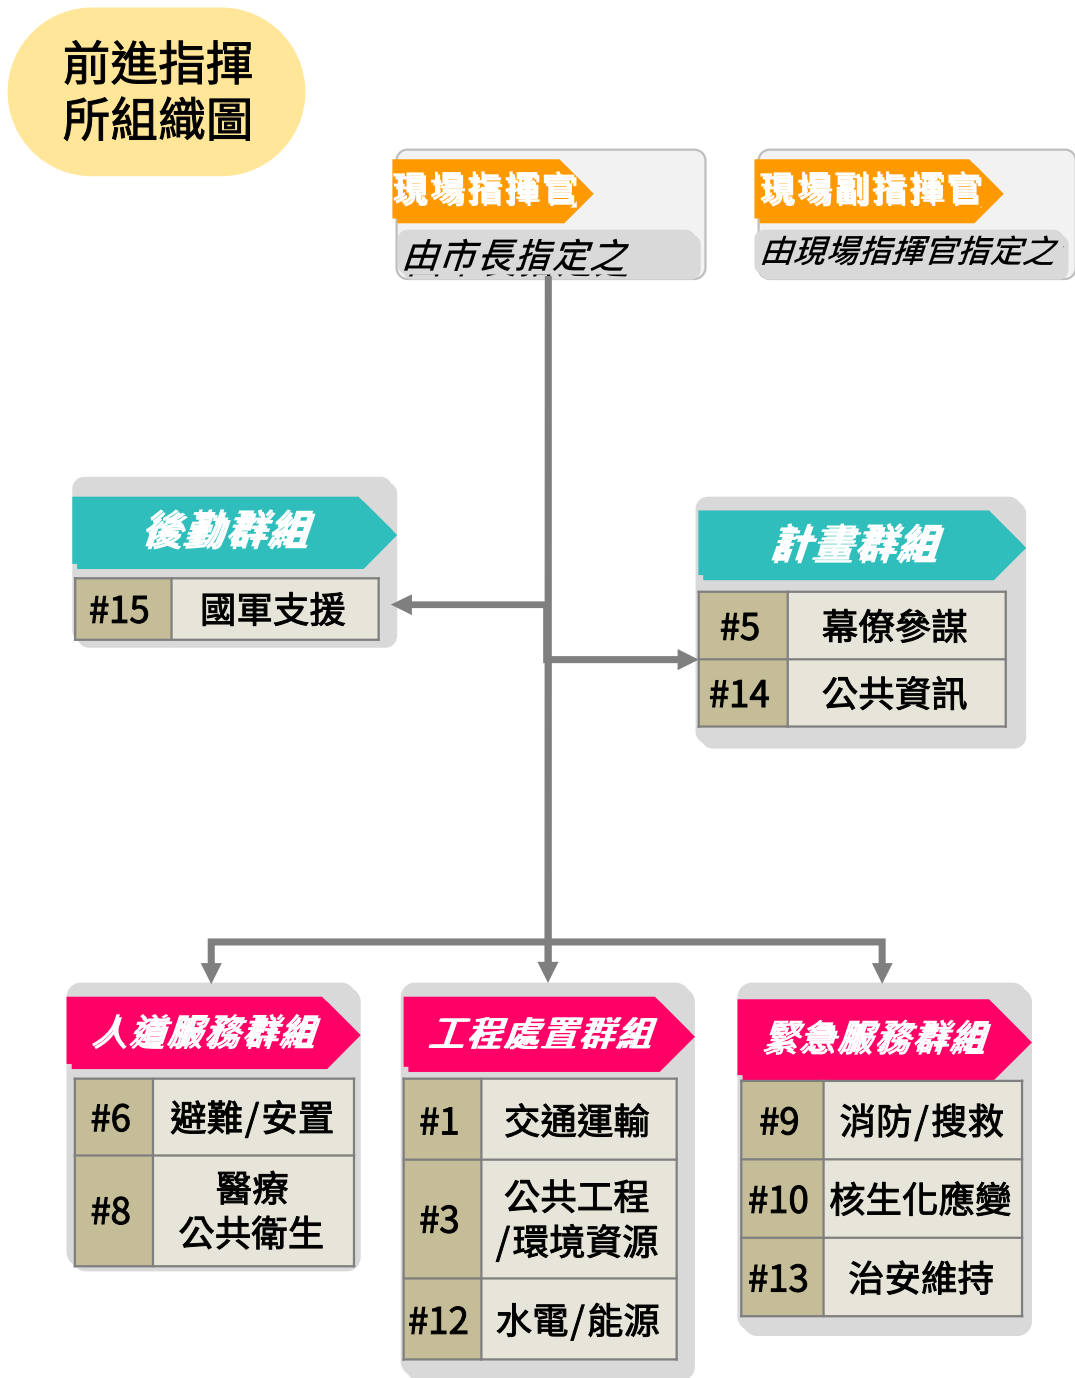 前進指揮
所組織圖
現場指揮官
由市長指定之
現場副指揮官
由現場指揮官指定之
後勤群組
#15 國軍支援
計畫群組
#5 幕僚參謀
#14 公共資訊
人道服務群組
#6 避難/安置
#8 醫療
公共衛生
工程處置群組
#1 交通運輸
#3 公共工程
/環境資源
#12 水電/能源
緊急服務群組
#9 消防/搜救
#10 核生化應變
#13 治安維持